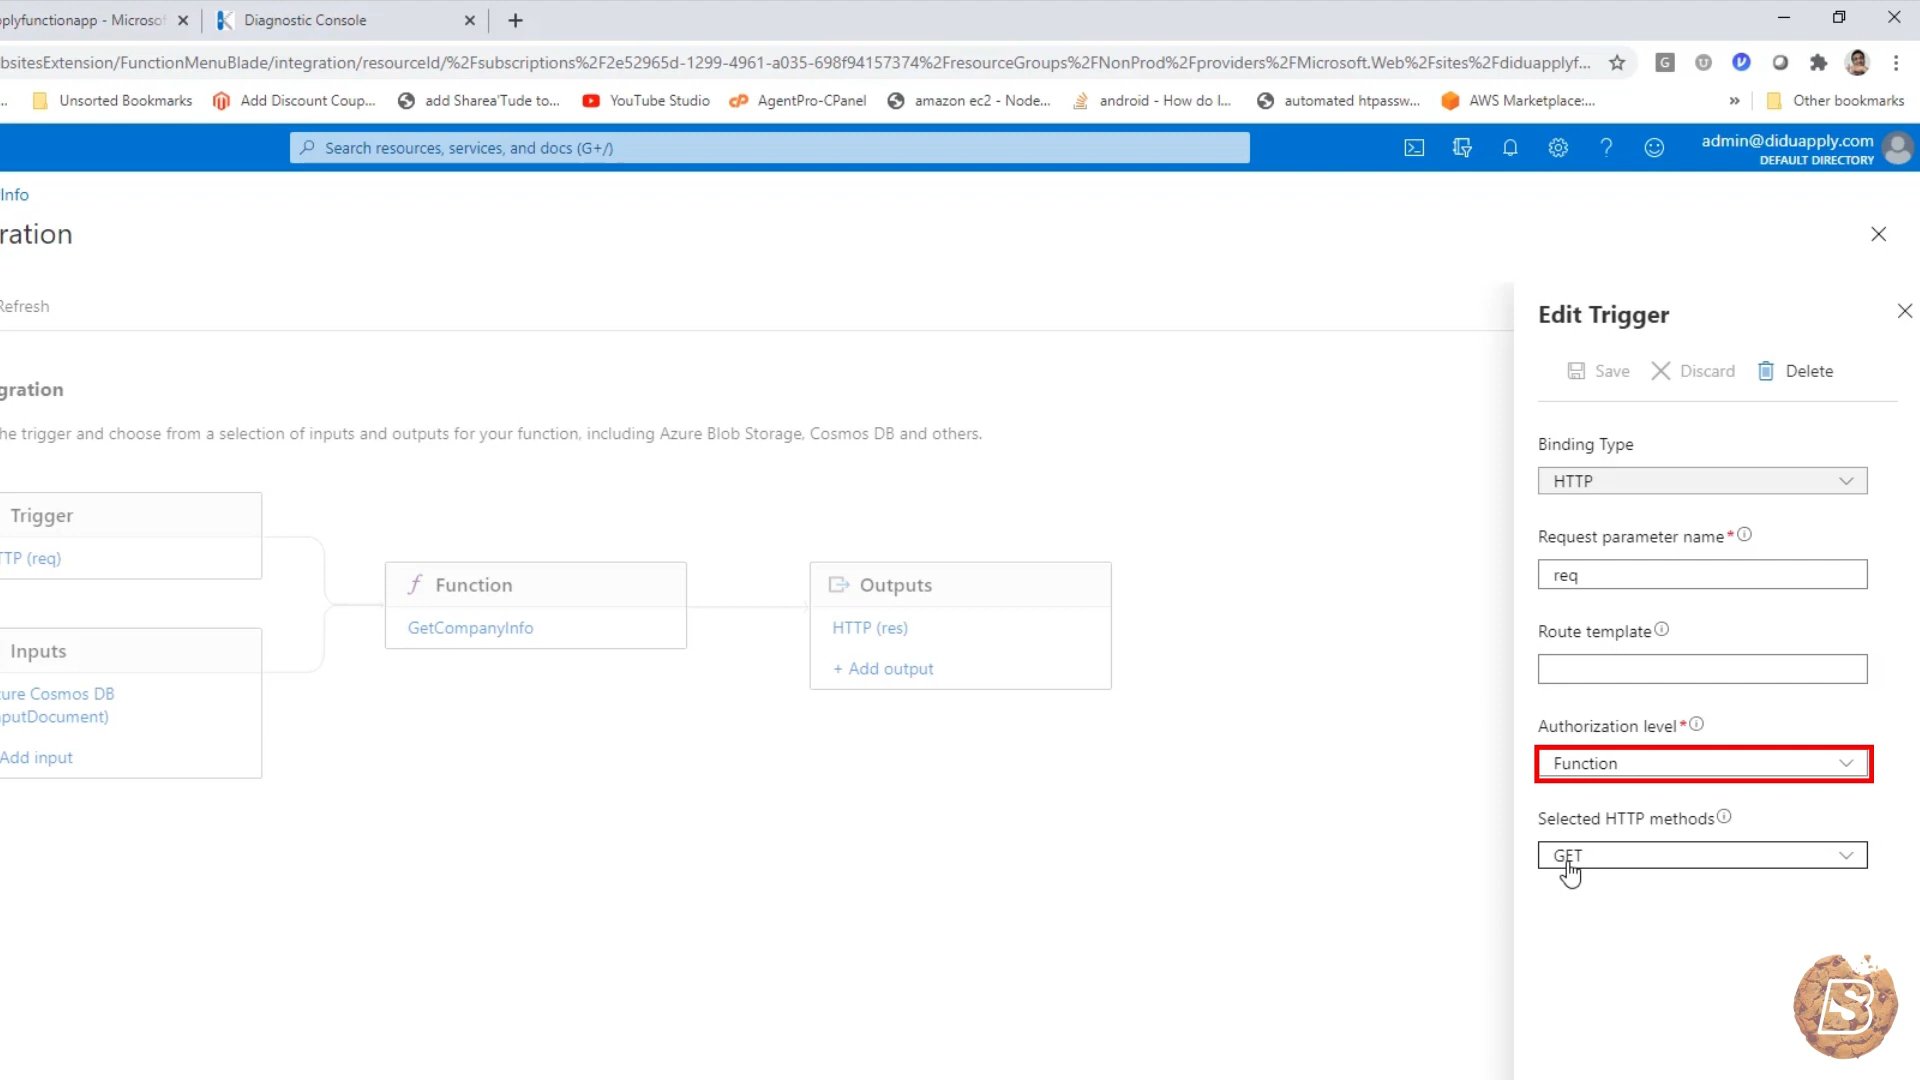 plyfunctionapp - Microsof
Diagnostic Console
bsitesExtension/FunctionMenuBlade/integration/resourceId/%2Fsubscriptions%2F2e52965d-1299-4961-a035-698f94157374%2FresourceGroups%2FNonProd%2Fproviders%2FMicrosoft.Web%2Fsites%2Fdiduapplyf...
G
... Unsorted Bookmarks Add Discount Coup... add Sharea'Tude to... YouTube Studio AgentPro-CPanel amazon ec2 - Node... android - How do I... automated htpassw... AWS Marketplace:... » Other bookmarks
Search resources, services, and docs (G+/)
admin@diduapply.com
DEFAULT DIRECTORY
Info
ration
Refresh
gration
he trigger and choose from a selection of inputs and outputs for your function, including Azure Blob Storage, Cosmos DB and others.
Trigger
TP (req)
Inputs
ure Cosmos DB
putDocument)
Add input
Function
GetCompanyInfo
Outputs
HTTP (res)
+ Add output
Edit Trigger
Save Discard Delete
Binding Type
HTTP
Request parameter name*
req
Route template
Authorization level*
Function
Selected HTTP methods
GET
BS